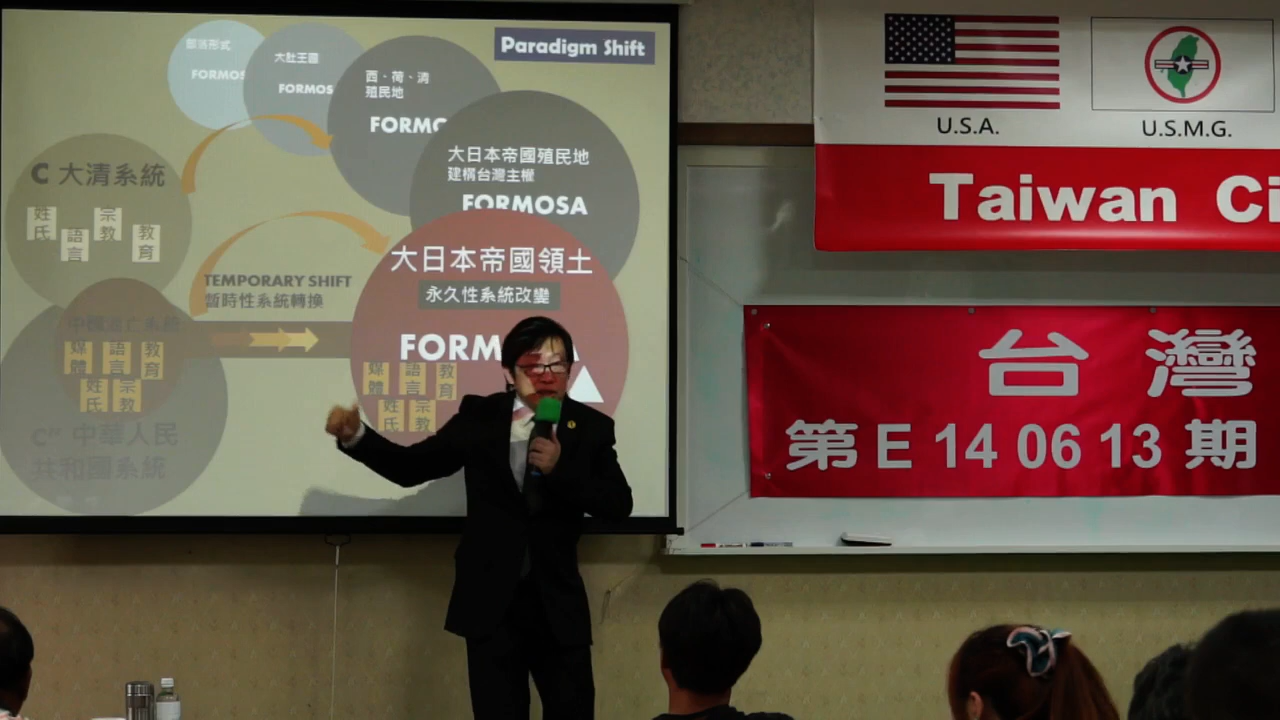 Paradigm Shift
部落形式
FORMOS
大肚王國
FORMOS
西、荷、清
殖民地
FORMO
大日本帝國殖民地
建構台灣主權
FORMOSA
C 大清系統
姓氏
語言
宗教
教育
TEMPORARY SHIFT
暫時性系統轉換
大日本帝國領土
永久性系統改變
FORM
媒體
語言
教育
姓氏
宗教
媒體
語言
教育
姓氏
宗教
C" 中華人民
共和國系統
U.S.A.
U.S.M.G.
Taiwan Ci
台灣
第 E 14 06 13 期